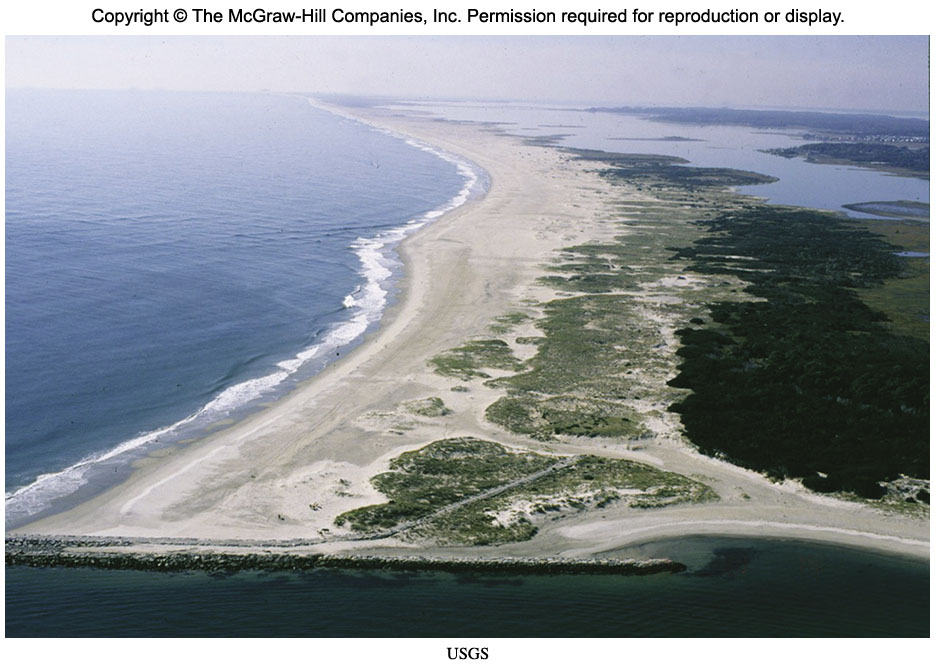 Copyright © The McGraw-Hill Companies, Inc. Permission required for reproduction or display.
USGS